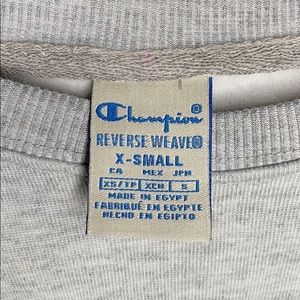 Champion®
REVERSE WEAVE®
X-SMALL
CA MEX JPN
XS/TP XCH S
MADE IN EGYPT
FABRIQUÉ EN EGYPTE
HECHO EN EGIPTO